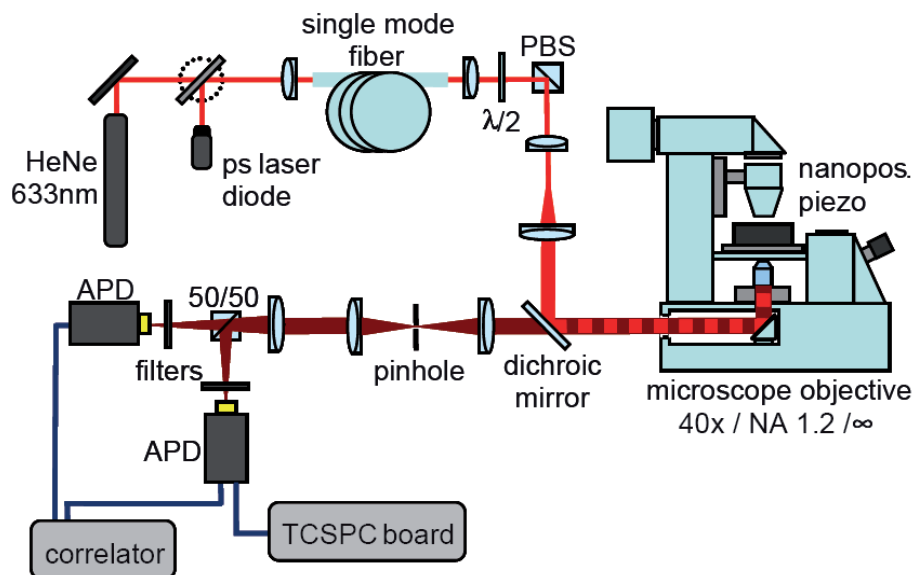 single mode
fiber
PBS
λ/2
HeNe
633nm
ps laser
diode
nanopos.
piezo
APD
50/50
filters
pinhole
dichroic
mirror
microscope objective
40x / NA 1.2 /∞
APD
correlator
TCSPC board